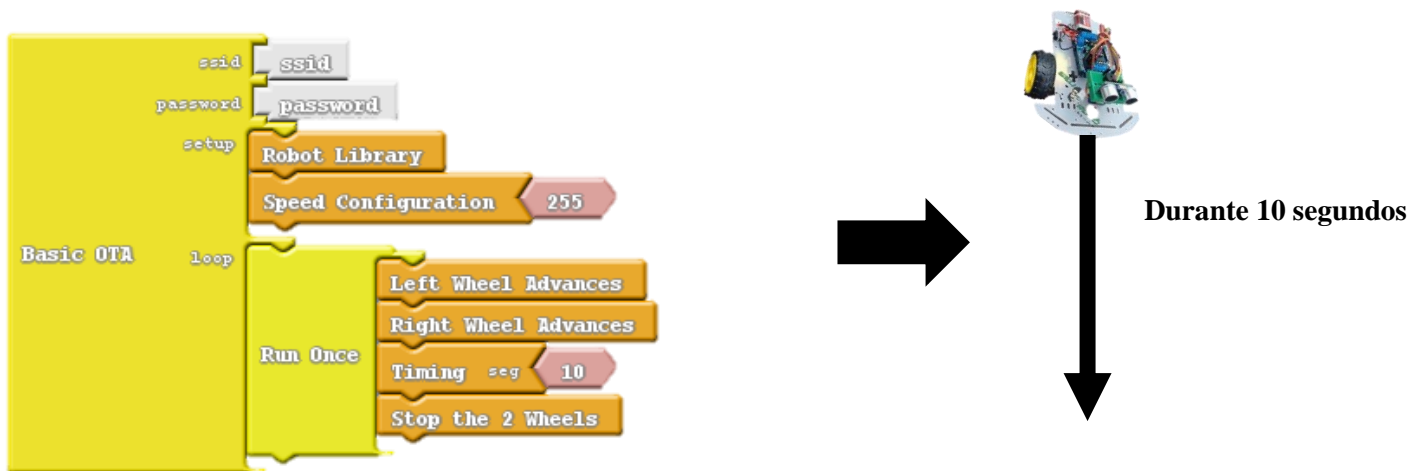 ssid ssid
password password
setup
Robot Library
Speed Configuration 255
Basic OTA loop
Left Wheel Advances
Right Wheel Advances
Run Once
Timing seg 10
Stop the 2 Wheels
Durante 10 segundos